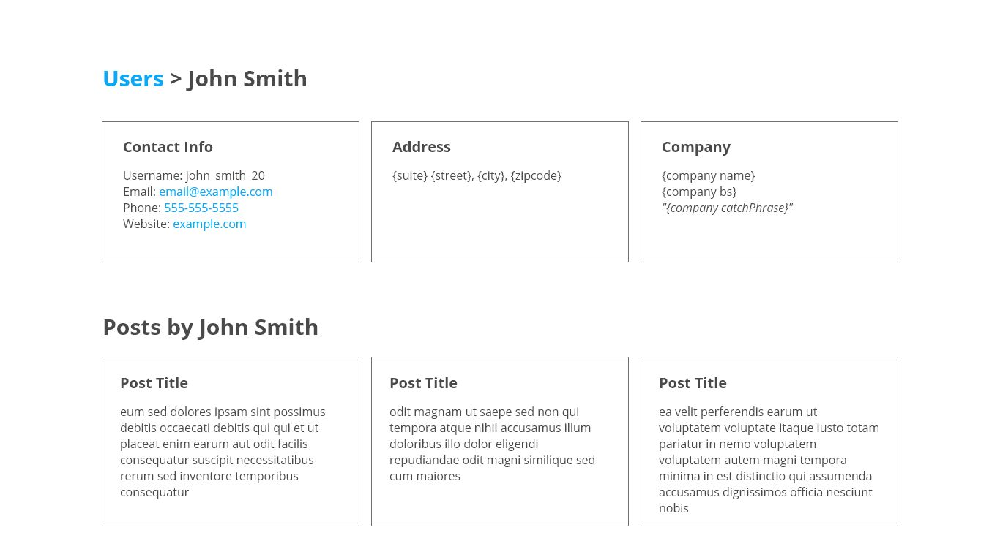 Users > John Smith
Contact Info
Username: john_smith_20
Email: email@example.com
Phone: 555-555-5555
Website: example.com
Address
{suite} {street}, {city}, {zipcode}
Company
{company name}
{company bs}
"{company catchPhrase}"
Posts by John Smith
Post Title
eum sed dolores ipsam sint possimus
debitis occaecati debitis qui qui et ut
placeat enim earum aut odit facilis
consequatur suscipit necessitatibus
rerum sed inventore temporibus
consequatur
Post Title
odit magnam ut saepe sed non qui
tempora atque nihil accusamus illum
doloribus illo dolor eligendi
repudiandae odit magni similique sed
cum maiores
Post Title
ea velit perferendis earum ut
voluptatem voluptate itaque iusto totam
pariatur in nemo voluptatem
voluptatem autem magni tempora
minima in est distinctio qui assumenda
accusamus dignissimos officia nesciunt
nobis